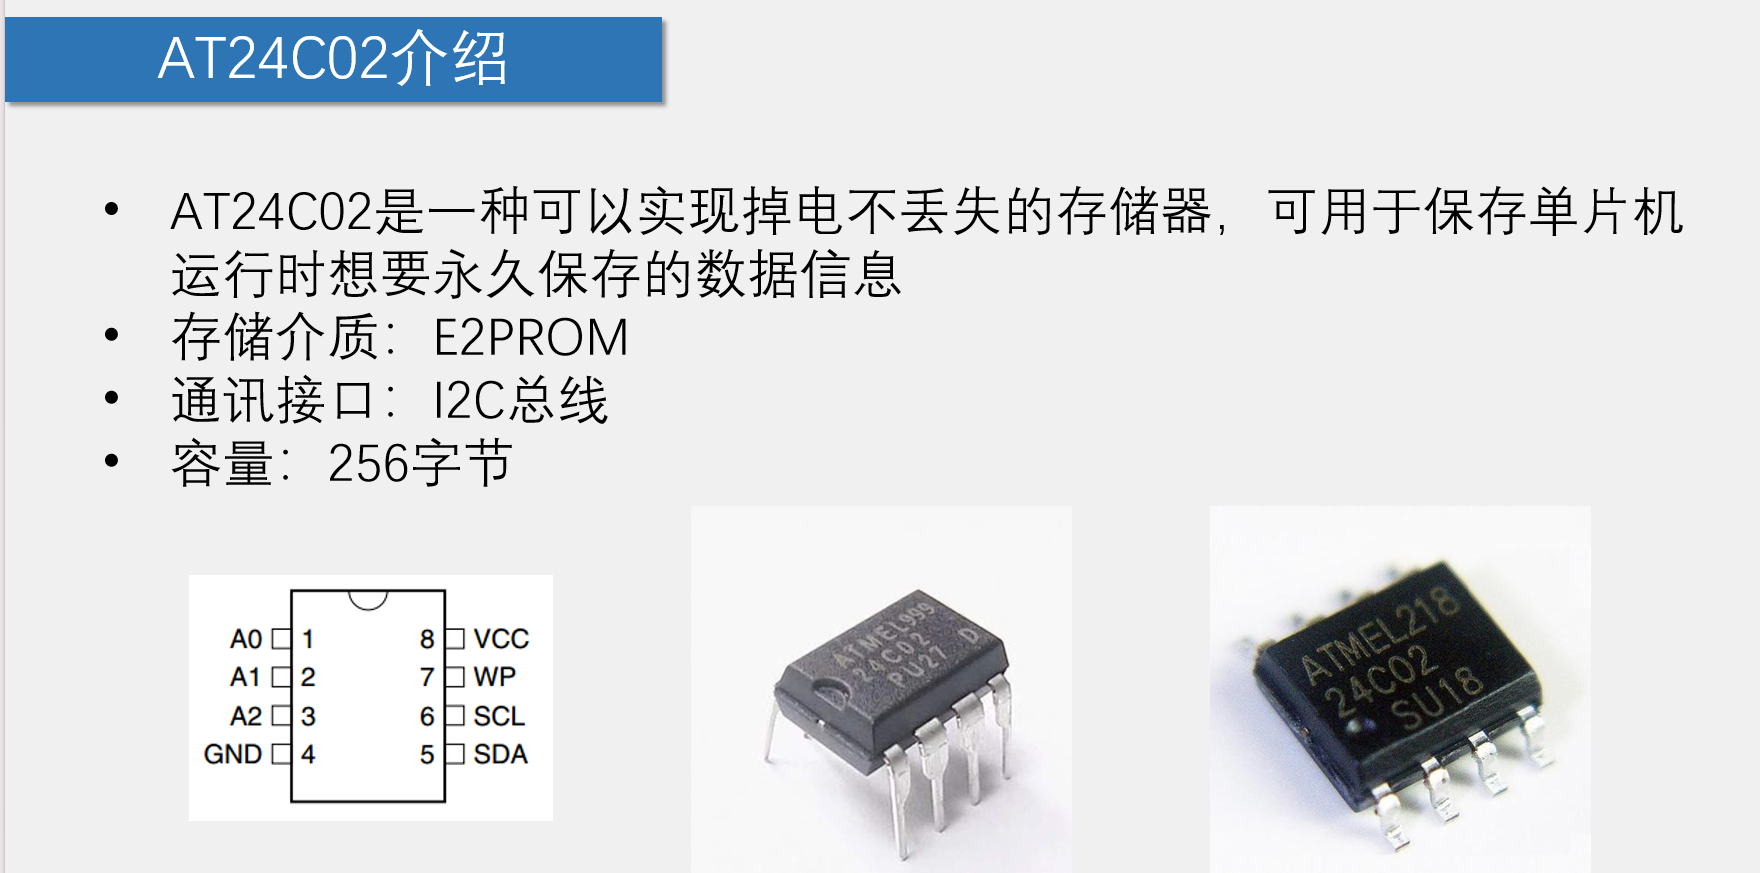 AT24C02介绍
• AT24C02是一种可以实现掉电不丢失的存储器，可用于保存单片机
运行时想要永久保存的数据信息
• 存储介质：E2PROM
• 通讯接口：I2C总线
• 容量：256字节
A0 1 8 VCC
A1 2 7 WP
A2 3 6 SCL
GND 4 5 SDA
ATMEL999
24C02
PU27 D
ATMEL218
24C02
SU18